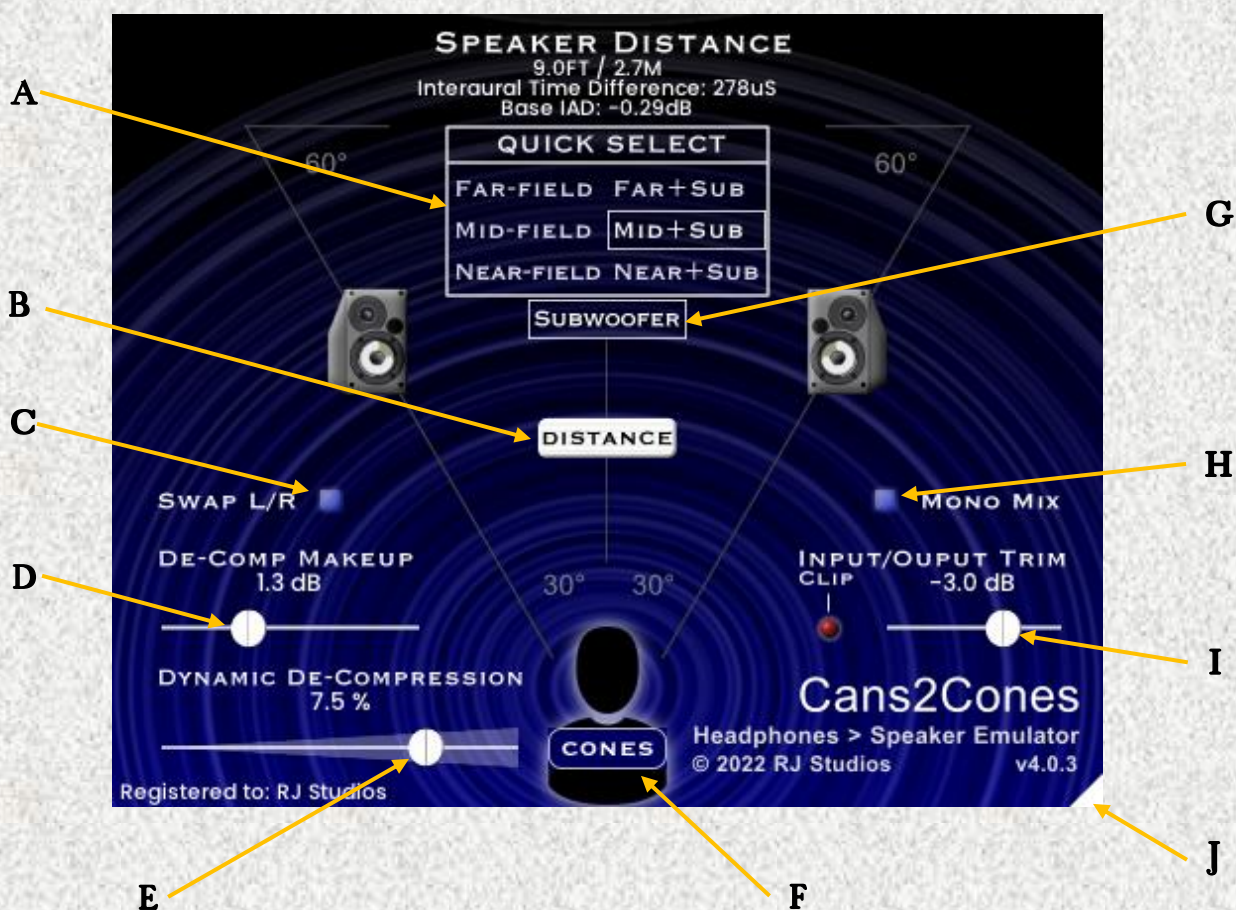 SPEAKER DISTANCE
9.0FT / 2.7M
Interaural Time Difference: 278uS
Base IAD: -0.29dB
A
QUICK SELECT
60°
60°
FAR-FIELD FAR+SUB
G
MID-FIELD MID+SUB
NEAR-FIELD NEAR+SUB
B
SUBWOOFER
C
DISTANCE
H
SWAP L/R
MONO MIX
DE-COMP MAKEUP
1.3 dB
INPUT/OUPUT TRIM
CLIP
-3.0 dB
D
30° 30°
I
DYNAMIC DE-COMPRESSION
7.5 %
Cans2Cones
CONES
Headphones > Speaker Emulator
© 2022 RJ Studios v4.0.3
Registered to: RJ Studios
J
E
F